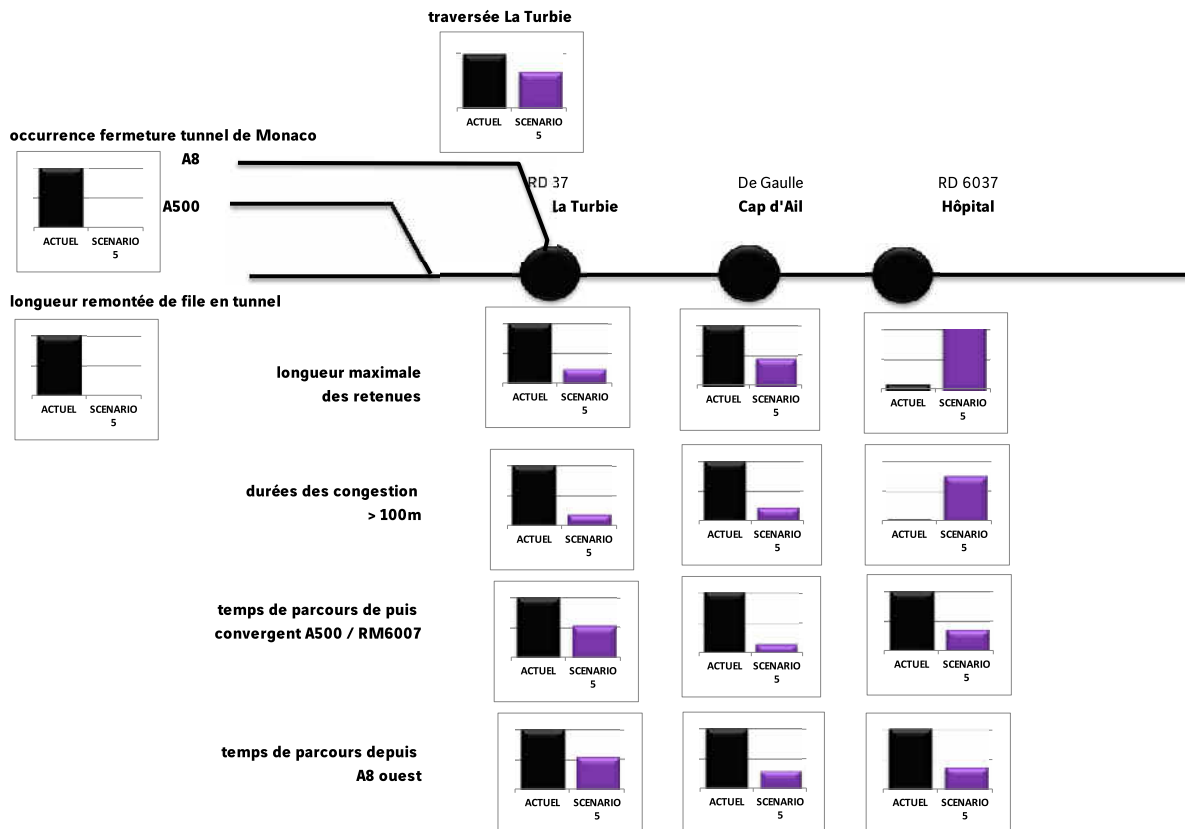 traversée La Turbie
ACTUEL SCENARIO
5
occurrence fermeture tunnel de Monaco
A8
A500
ACTUEL SCENARIO
5
RD 37
La Turbie
De Gaulle
Cap d'Ail
RD 6037
Hôpital
longueur remontée de file en tunnel
ACTUEL SCENARIO
5
longueur maximale
des retenues
ACTUEL SCENARIO
5
ACTUEL SCENARIO
5
ACTUEL SCENARIO
5
durées des congestion
> 100m
ACTUEL SCENARIO
5
ACTUEL SCENARIO
5
ACTUEL SCENARIO
5
temps de parcours de puis
convergent A500 / RM6007
ACTUEL SCENARIO
5
ACTUEL SCENARIO
5
ACTUEL SCENARIO
5
temps de parcours depuis
A8 ouest
ACTUEL SCENARIO
5
ACTUEL SCENARIO
5
ACTUEL SCENARIO
5